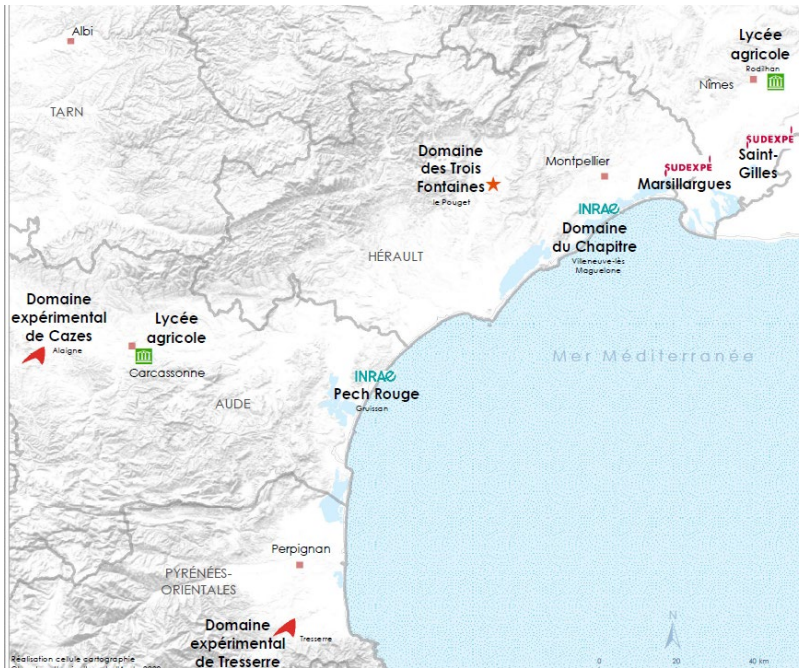 Albi
TARN
Lycée
agricole
Rodilhan
Nîmes
SUDEXPÉ
Saint-
Gilles
SUDEXPÉ
Marsillargues
Montpellier
Domaine
des Trois
Fontaines
le Pouget
INRAE
Domaine
du Chapitre
Villeneuve-lès
Maguelone
HÉRAULT
Domaine
expérimental
de Cazes
Alaigne
Lycée
agricole
Carcassonne
Mer Méditerranée
INRAE
Pech Rouge
Gruissan
AUDE
Perpignan
PYRÉNÉES-
ORIENTALES
Domaine
expérimental
de Tresserre
Tresserre
N
0 20 40 km
Réalisation cellule cartographie